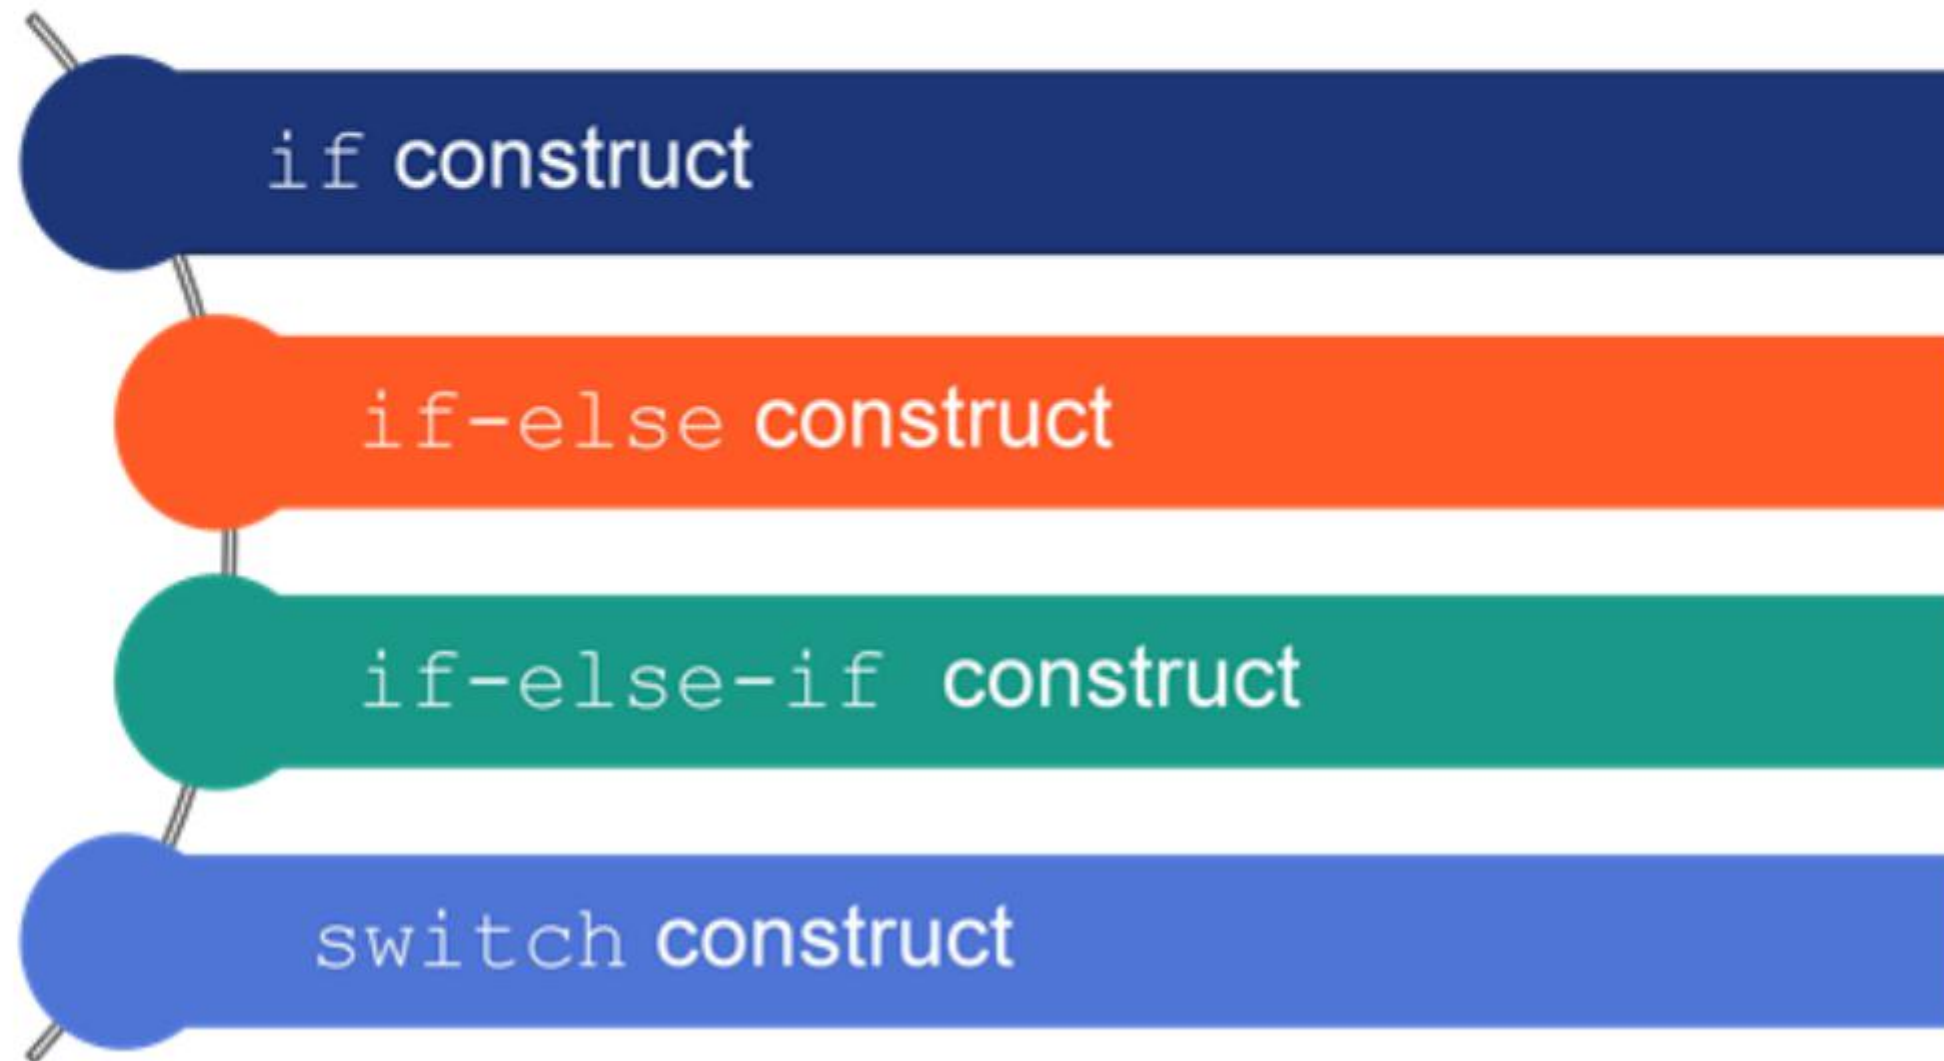 if construct
if-else construct
if-else-if construct
switch construct